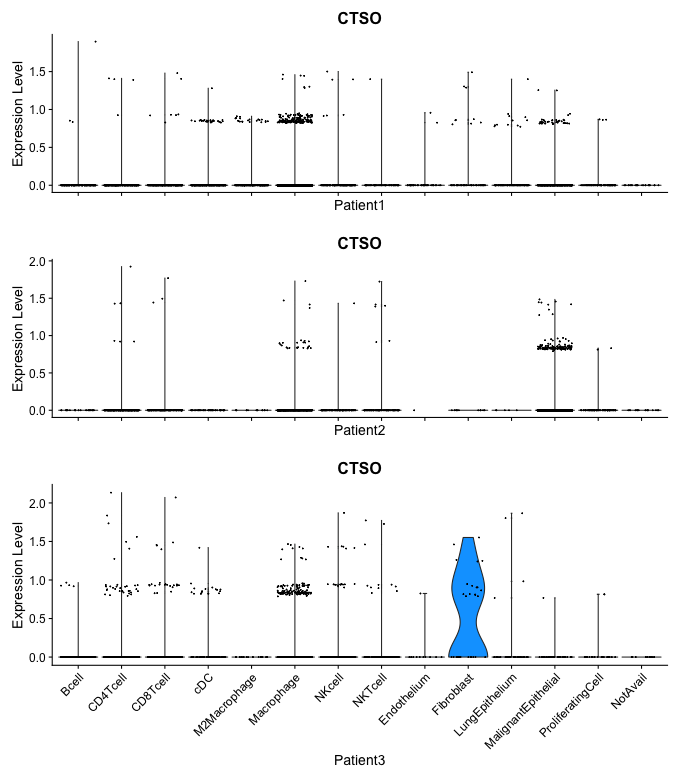 CTSO
Expression Level
1.5
1.0
0.5
0.0
Patient1
CTSO
Expression Level
2.0
1.5
1.0
0.5
0.0
Patient2
CTSO
Expression Level
2.0
1.5
1.0
0.5
0.0
Bcell
CD4Tcell
CD8Tcell
cDC
M2Macrophage
Macrophage
NKcell
NKTcell
Endothelium
Fibroblast
LungEpithelium
MalignantEpithelial
ProliferatingCell
NotAvail
Patient3